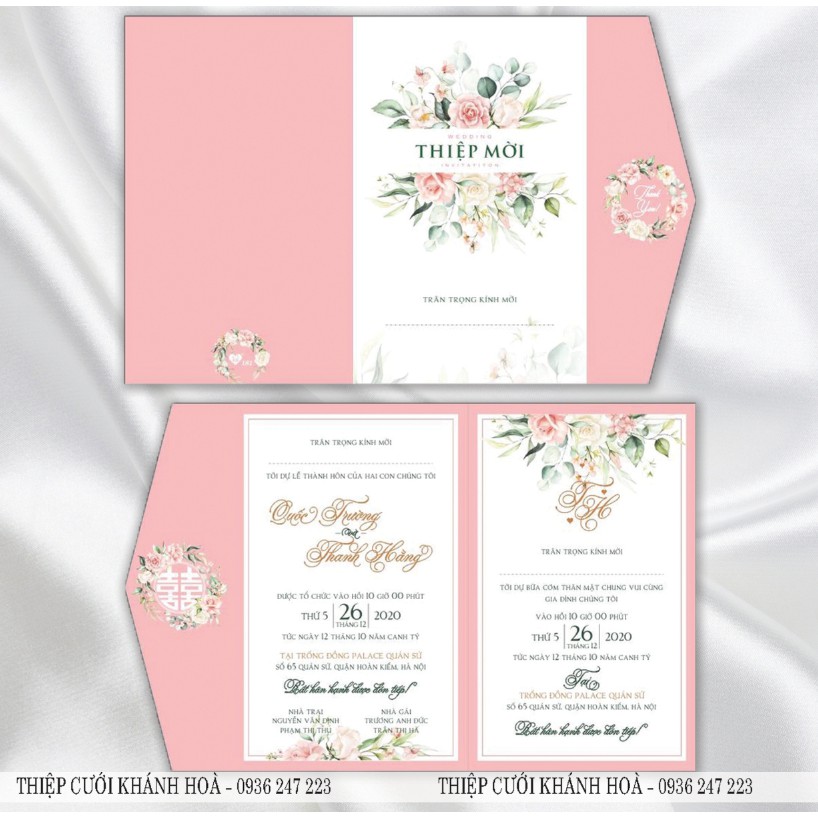 WEDDING
THIỆP MỜI
INVITATION
Thank
You!
TRÂN TRỌNG KÍNH MỜI
TRÂN TRỌNG KÍNH MỜI
TỚI DỰ LỄ THÀNH HÔN CỦA HAI CON CHÚNG TÔI
Quốc Trường
and
Thanh Hằng
ĐƯỢC TỔ CHỨC VÀO HỒI 10 GIỜ 00 PHÚT
THỨ 5 26 2020
THÁNG 12
TỨC NGÀY 12 THÁNG 10 NĂM CANH TÝ
TẠI TRỐNG ĐỒNG PALACE QUÁN SỨ
SỐ 65 QUÁN SỨ, QUẬN HOÀN KIẾM, HÀ NỘI
Rất hân hạnh được đón tiếp!
NHÀ TRAI
NGUYỄN VĂN ĐỊNH
PHẠM THỊ THU
NHÀ GÁI
TRƯƠNG ANH ĐỨC
TRẦN THỊ HÀ
囍
TH
TRÂN TRỌNG KÍNH MỜI
TỚI DỰ BỮA CƠM THÂN MẬT CHUNG VUI CÙNG
GIA ĐÌNH CHÚNG TÔI
VÀO HỒI 10 GIỜ 00 PHÚT
THỨ 5 26 2020
THÁNG 12
TỨC NGÀY 12 THÁNG 10 NĂM CANH TÝ
Tại
TRỐNG ĐỒNG PALACE QUÁN SỨ
SỐ 65 QUÁN SỨ, QUẬN HOÀN KIẾM, HÀ NỘI
Rất hân hạnh được đón tiếp!
THIỆP CƯỚI KHÁNH HOÀ - 0936 247 223
THIỆP CƯỚI KHÁNH HOÀ - 0936 247 223